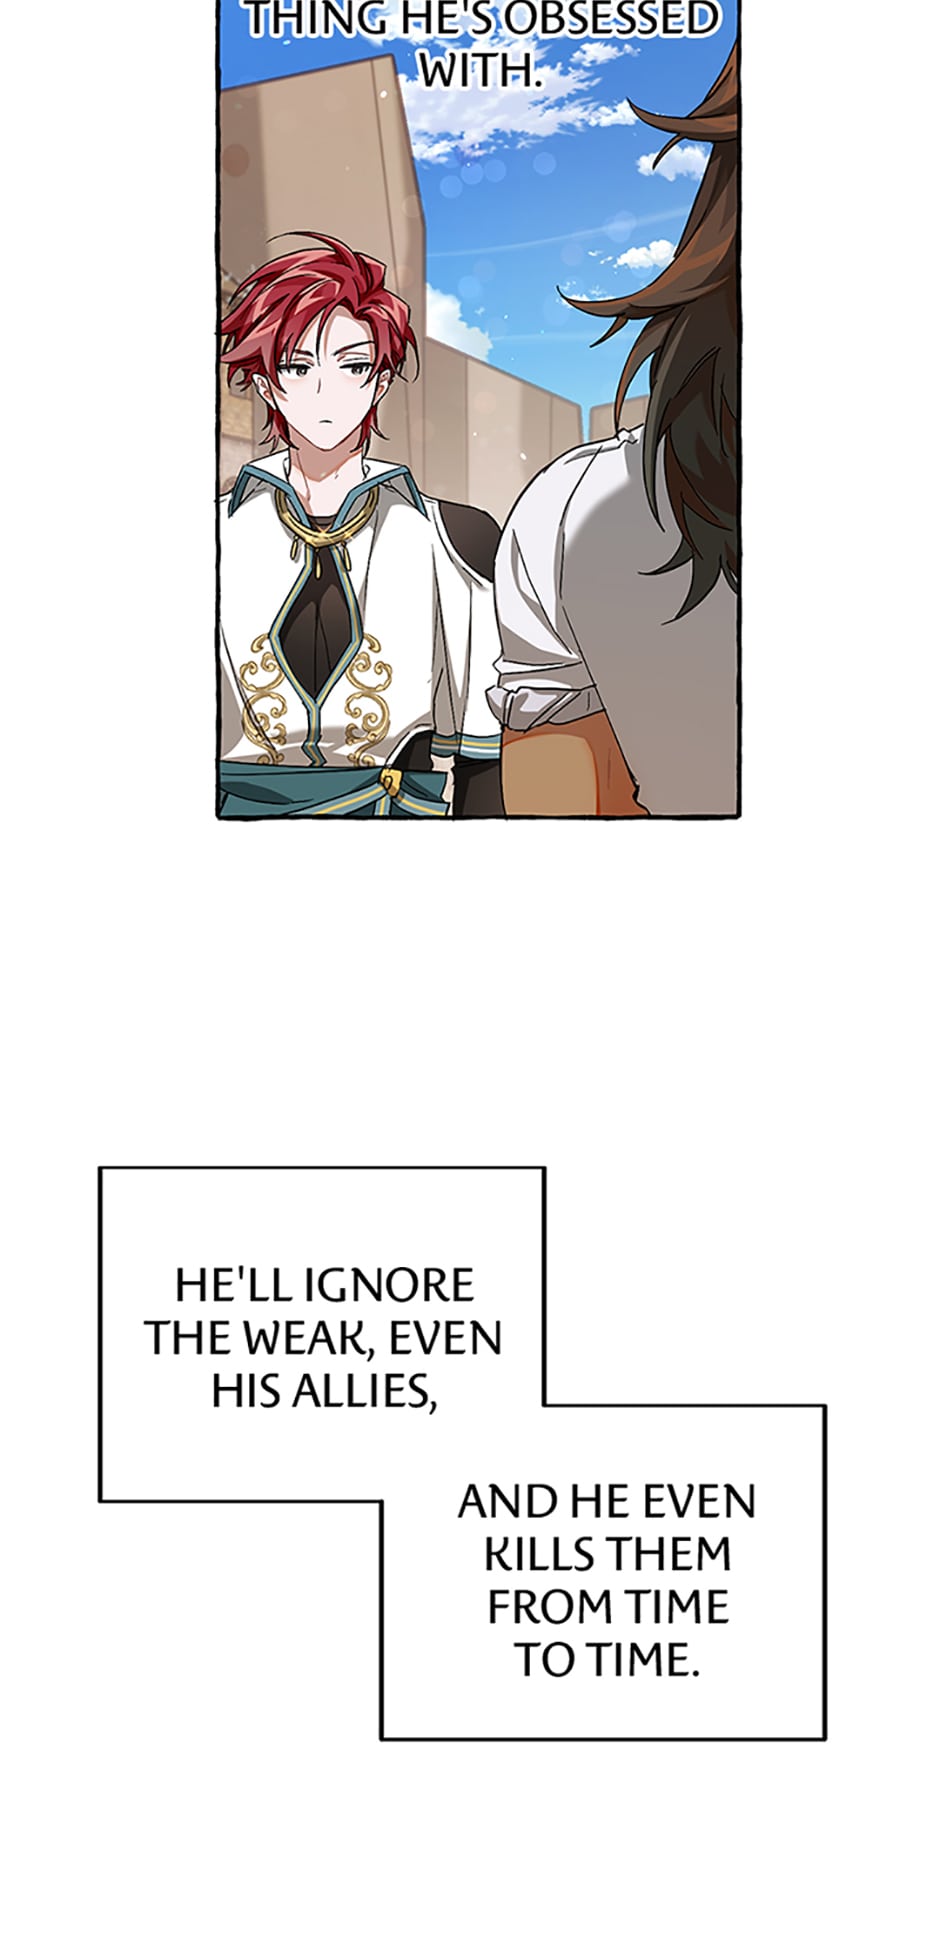 THING HE'S OBSESSED
WITH.
HE'LL IGNORE
THE WEAK, EVEN
HIS ALLIES,
AND HE EVEN
KILLS THEM
FROM TIME
TO TIME.